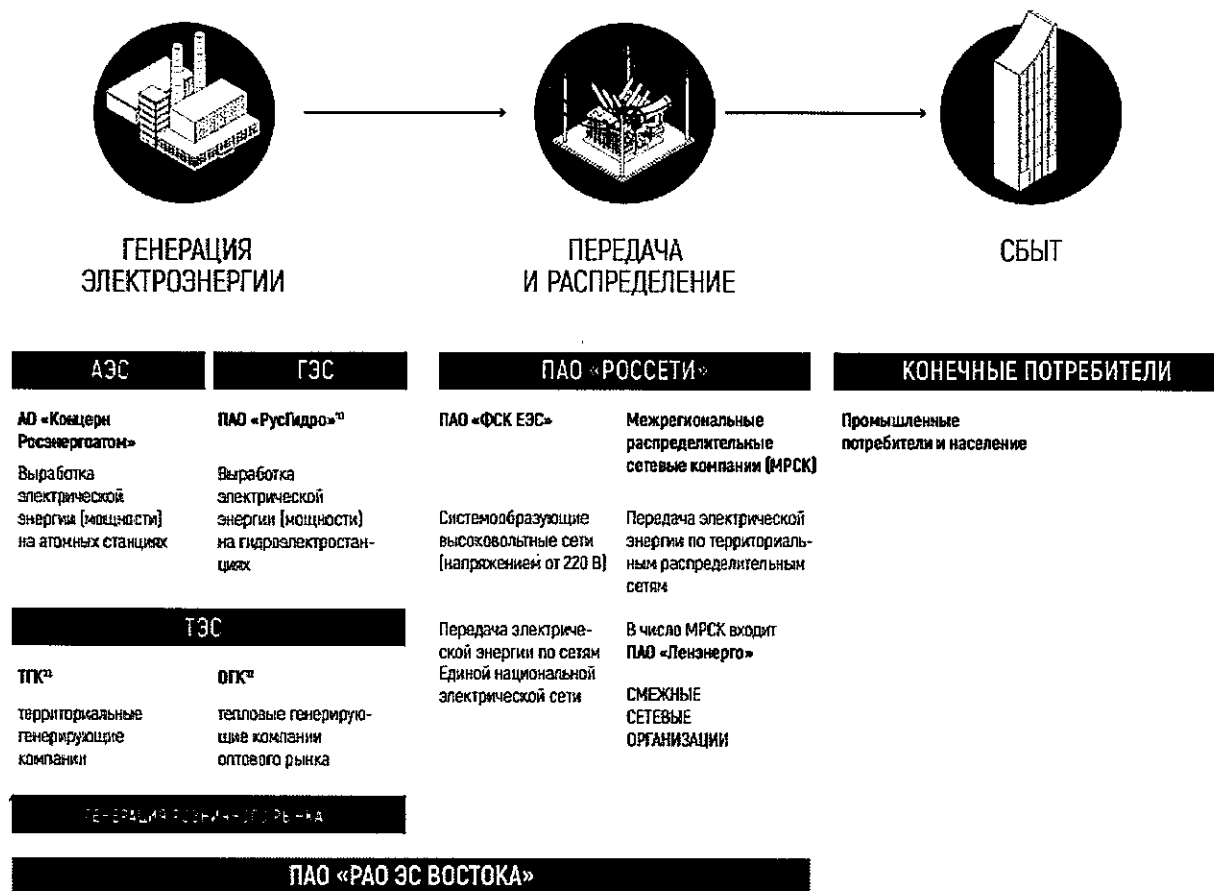 ГЕНЕРАЦИЯ
ЭЛЕКТРОЭНЕРГИИ
ПЕРЕДАЧА
И РАСПРЕДЕЛЕНИЕ
СБЫТ
АЭС
АО «Концерн
Росэнергоатом»
Выработка
электрической
энергии (мощности)
на атомных станциях
ГЭС
ПАО «РусГидро»
Выработка
электрической
энергии (мощности)
на гидроэлектростан-
циях
ТЭС
ТГК
территориальные
генерирующие
компании
ОГК
тепловые генерирую-
щие компании
оптового рынка
ГЕНЕРАЦИЯ РОЗНИЧНОГО РЫНКА
ПАО «РОССЕТИ»
ПАО «ФСК ЕЭС»
Системообразующие
высоковольтные сети
(напряжением от 220 В)
Передача электриче-
ской энергии по сетям
Единой национальной
электрической сети
Межрегиональные
распределительные
сетевые компании (МРСК)
Передача электрической
энергии по территориаль-
ным распределительным
сетям
В число МРСК входит
ПАО «Ленэнерго»
СМЕЖНЫЕ
СЕТЕВЫЕ
ОРГАНИЗАЦИИ
КОНЕЧНЫЕ ПОТРЕБИТЕЛИ
Промышленные
потребители и население
ПАО «РАО ЭС ВОСТОКА»